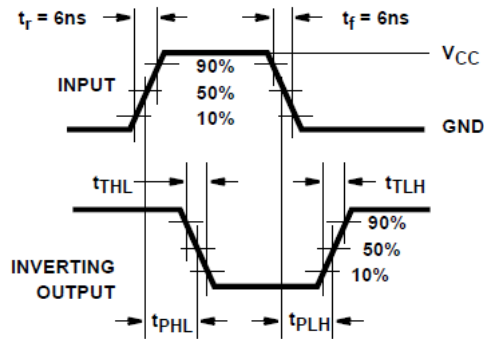 tr = 6ns
tf = 6ns
VCC
INPUT
90%
50%
10%
GND
tTHL
tTLH
90%
50%
10%
INVERTING
OUTPUT
tPHL
tPLH